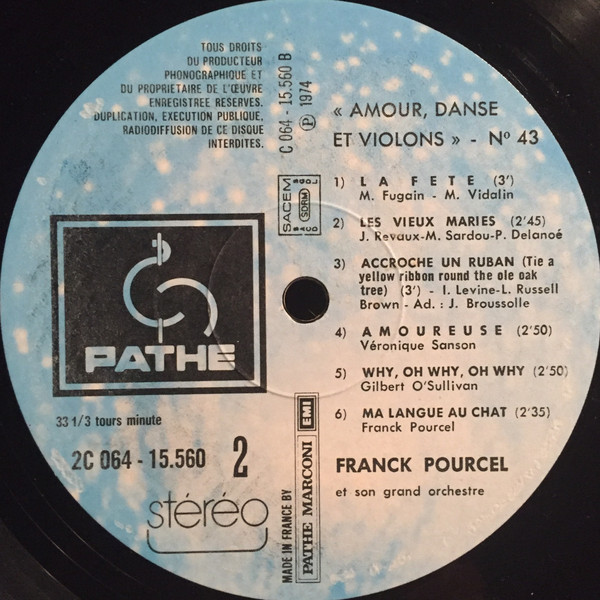 TOUS DROITS
DU PRODUCTEUR
PHONOGRAPHIQUE ET
DU PROPRIETAIRE DE L'ŒUVRE
ENREGISTREE RESERVES.
DUPLICATION, EXECUTION PUBLIQUE,
RADIODIFFUSION DE CE DISQUE
INTERDITES.
C 064 - 15.560 B
Ⓟ 1974
« AMOUR, DANSE
ET VIOLONS » - Nº 43
SACEM
SDRM
1) LA FETE (3')
M. Fugain - M. Vidalin
2) LES VIEUX MARIES (2'45)
J. Revaux-M. Sardou-P. Delanoé
3) ACCROCHE UN RUBAN (Tie a
yellow ribbon round the ole oak
tree) (3') - I. Levine-L. Russell
Brown - Ad. : J. Broussolle
4) AMOUREUSE (2'50)
Véronique Sanson
5) WHY, OH WHY, OH WHY (2'50)
Gilbert O'Sullivan
6) MA LANGUE AU CHAT (2'35)
Franck Pourcel
FRANCK POURCEL
et son grand orchestre
PATHE
33 1/3 tours minute
2C 064 - 15.560 2
stéréo
MADE IN FRANCE BY
PATHE MARCONI EMI